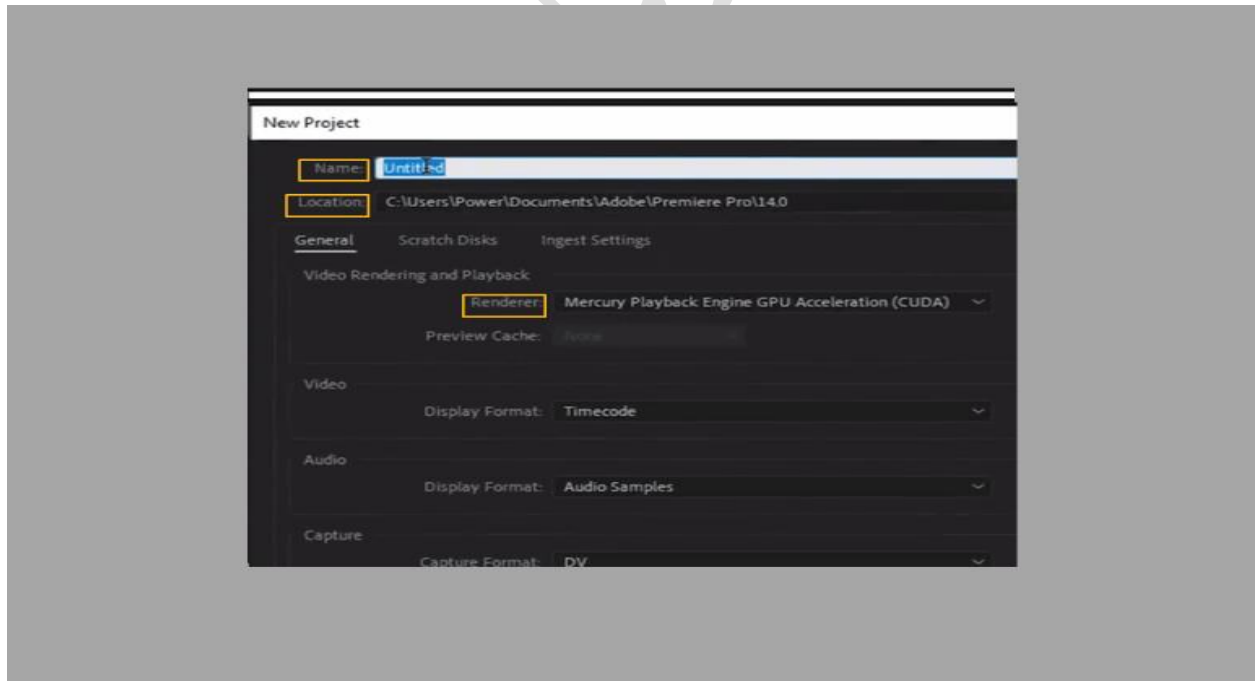 New Project
Name: Untitled
Location: C:\Users\Power\Documents\Adobe\Premiere Pro\14.0
General Scratch Disks Ingest Settings
Video Rendering and Playback
Renderer: Mercury Playback Engine GPU Acceleration (CUDA)
Preview Cache: None
Video
Display Format: Timecode
Audio
Display Format: Audio Samples
Capture
Capture Format: DV